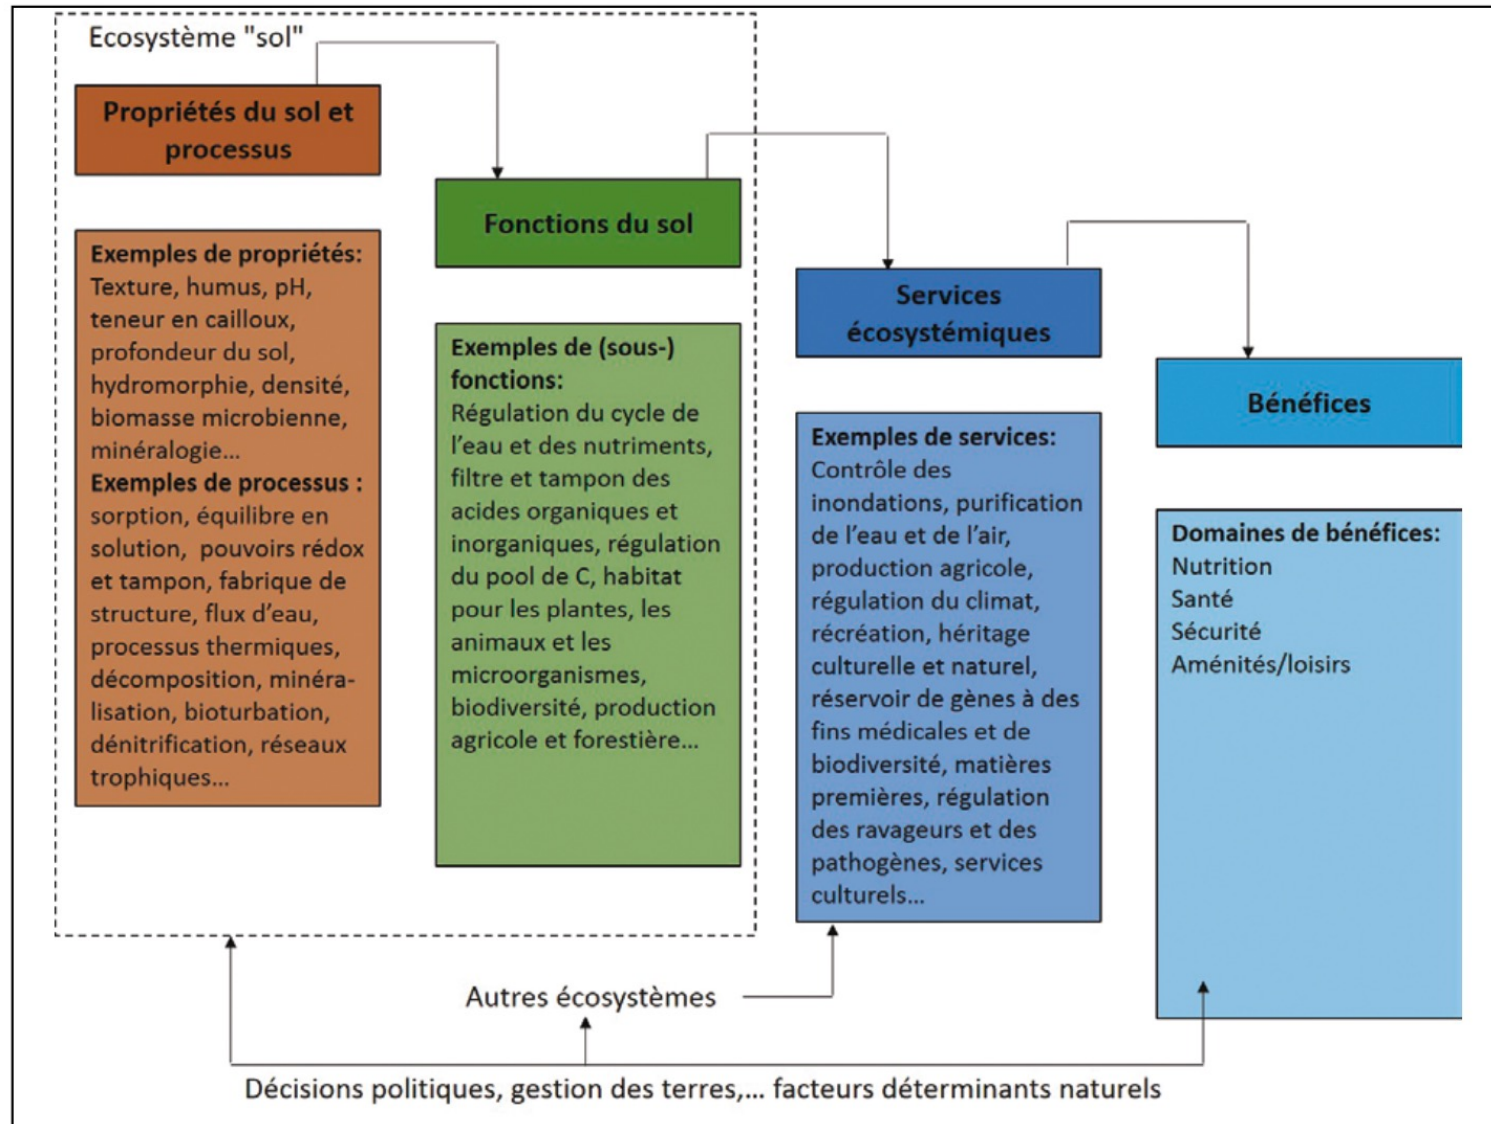 Ecosystème "sol"
Propriétés du sol et
processus
Exemples de propriétés:
Texture, humus, pH,
teneur en cailloux,
profondeur du sol,
hydromorphie, densité,
biomasse microbienne,
minéralogie...
Exemples de processus :
sorption, équilibre en
solution, pouvoirs rédox
et tampon, fabrique de
structure, flux d'eau,
processus thermiques,
décomposition, minéra-
lisation, bioturbation,
dénitrification, réseaux
trophiques...
Fonctions du sol
Exemples de (sous-)
fonctions:
Régulation du cycle de
l'eau et des nutriments,
filtre et tampon des
acides organiques et
inorganiques, régulation
du pool de C, habitat
pour les plantes, les
animaux et les
microorganismes,
biodiversité, production
agricole et forestière...
Services
écosystémiques
Exemples de services:
Contrôle des
inondations, purification
de l'eau et de l'air,
production agricole,
régulation du climat,
récréation, héritage
culturelle et naturel,
réservoir de gènes à des
fins médicales et de
biodiversité, matières
premières, régulation
des ravageurs et des
pathogènes, services
culturels...
Bénéfices
Domaines de bénéfices:
Nutrition
Santé
Sécurité
Aménités/loisirs
Autres écosystèmes
Décisions politiques, gestion des terres,... facteurs déterminants naturels